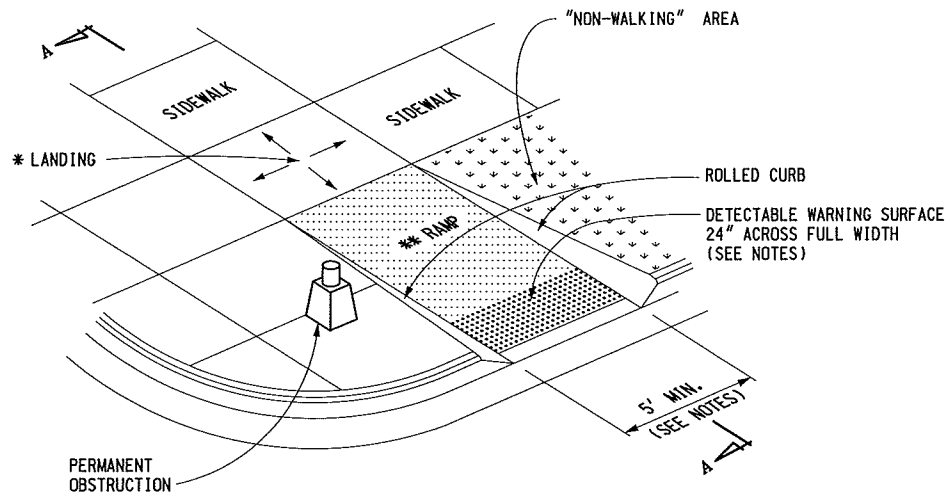 "NON-WALKING" AREA
A
SIDEWALK
SIDEWALK
* LANDING
ROLLED CURB
DETECTABLE WARNING SURFACE
24" ACROSS FULL WIDTH
(SEE NOTES)
** RAMP
5' MIN.
(SEE NOTES)
A
PERMANENT
OBSTRUCTION